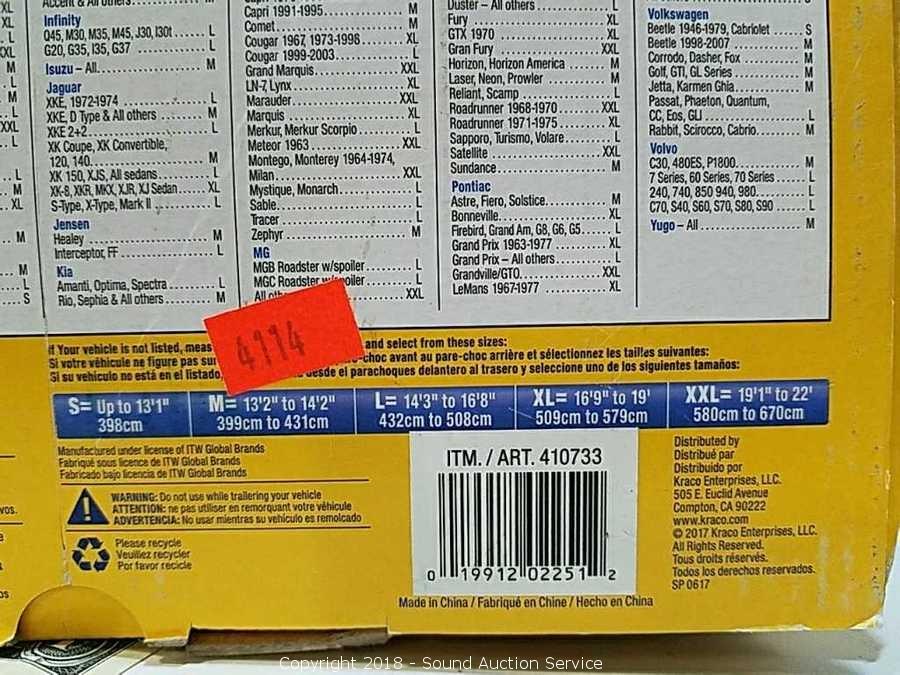 XL
XL
L
XXL
M
L
M
L
XXL
L
L
M
XL
M
M
L
S
Accent & All others M
Infinity
Q45, M30, M35, M45, J30, I30t L
G20, G35, I35, G37 L
Isuzu – All M
Jaguar
XKE, 1972-1974 L
XKE, D Type & All others M
XKE 2+2 L
XK Coupe, XK Convertible,
120, 140 M
XK 150, XJS, All sedans L
XK-8, XKR, MKX, XJR, XJ Sedan XL
S-Type, X-Type, Mark II L
Jensen
Healey M
Interceptor, FF L
Kia
Amanti, Optima, Spectra L
Rio, Sephia & All others M
Capri 1991-1995 M
Comet M
Cougar 1967, 1973-1998 XL
Cougar 1999-2003 L
Grand Marquis XXL
LN-7, Lynx XL
Marauder XXL
Marquis XL
Merkur, Merkur Scorpio L
Meteor 1963 XXL
Montego, Monterey 1964-1974,
Milan XXL
Mystique, Monarch L
Sable L
Tracer L
Zephyr M
MG
MGB Roadster w/spoiler L
MGC Roadster w/spoiler L
All XXL
Duster – All others L
Fury XL
GTX 1970 XL
Gran Fury XXL
Horizon, Horizon America M
Laser, Neon, Prowler M
Reliant, Scamp L
Roadrunner 1968-1970 XXL
Roadrunner 1971-1975 XL
Sapporo, Turismo, Volare L
Satellite XXL
Sundance M
Pontiac
Astre, Fiero, Solstice M
Bonneville XL
Firebird, Grand Am, G8, G6, G5 L
Grand Prix 1963-1977 XL
Grand Prix – All others L
Grandville/GTO XXL
LeMans 1967-1977 XL
Volkswagen
Beetle 1946-1979, Cabriolet S
Beetle 1998-2007 M
Corrodo, Dasher, Fox M
Golf, GTI, GL Series M
Jetta, Karmen Ghia M
Passat, Phaeton, Quantum,
CC, Eos, GLI L
Rabbit, Scirocco, Cabrio M
Volvo
C30, 480ES, P1800 M
7 Series, 60 Series, 70 Series L
240, 740, 850 940, 980 L
C70, S40, S60, S70, S80, S90 L
Yugo – All M
4114
If Your vehicle is not listed, meas and select from these sizes:
Si votre véhicule ne figure pas sur -choc avant au pare-choc arrière et sélectionnez les tailles suivantes:
Si su vehiculo no está en el listado, desde el parachoques delantero al trasero y seleccione uno de los siguientes tamaños:
S= Up to 13'1" 398cm
M= 13'2" to 14'2" 399cm to 431cm
L= 14'3" to 16'8" 432cm to 508cm
XL= 16'9" to 19' 509cm to 579cm
XXL= 19'1" to 22' 580cm to 670cm
Manufactured under license of ITW Global Brands
Fabriqué sous licence de ITW Global Brands
Fabricado bajo licencia de ITW Global Brands
WARNING: Do not use while trailering your vehicle
ATTENTION: ne pas utiliser en remorquant votre véhicule
ADVERTENCIA: No usar mientras su vehículo es remolcado
Please recycle
Veuillez recycler
Por favor recicle
ITM. / ART. 410733
0 19912 02251 2
Made in China / Fabriqué en Chine / Hecho en China
Distributed by
Distribué par
Distribuido por
Kraco Enterprises, LLC.
505 E. Euclid Avenue
Compton, CA 90222
www.kraco.com
© 2017 Kraco Enterprises, LLC.
All Rights Reserved.
Tous droits réservés.
Todos los derechos reservados.
SP 0617
Copyright 2018 - Sound Auction Service